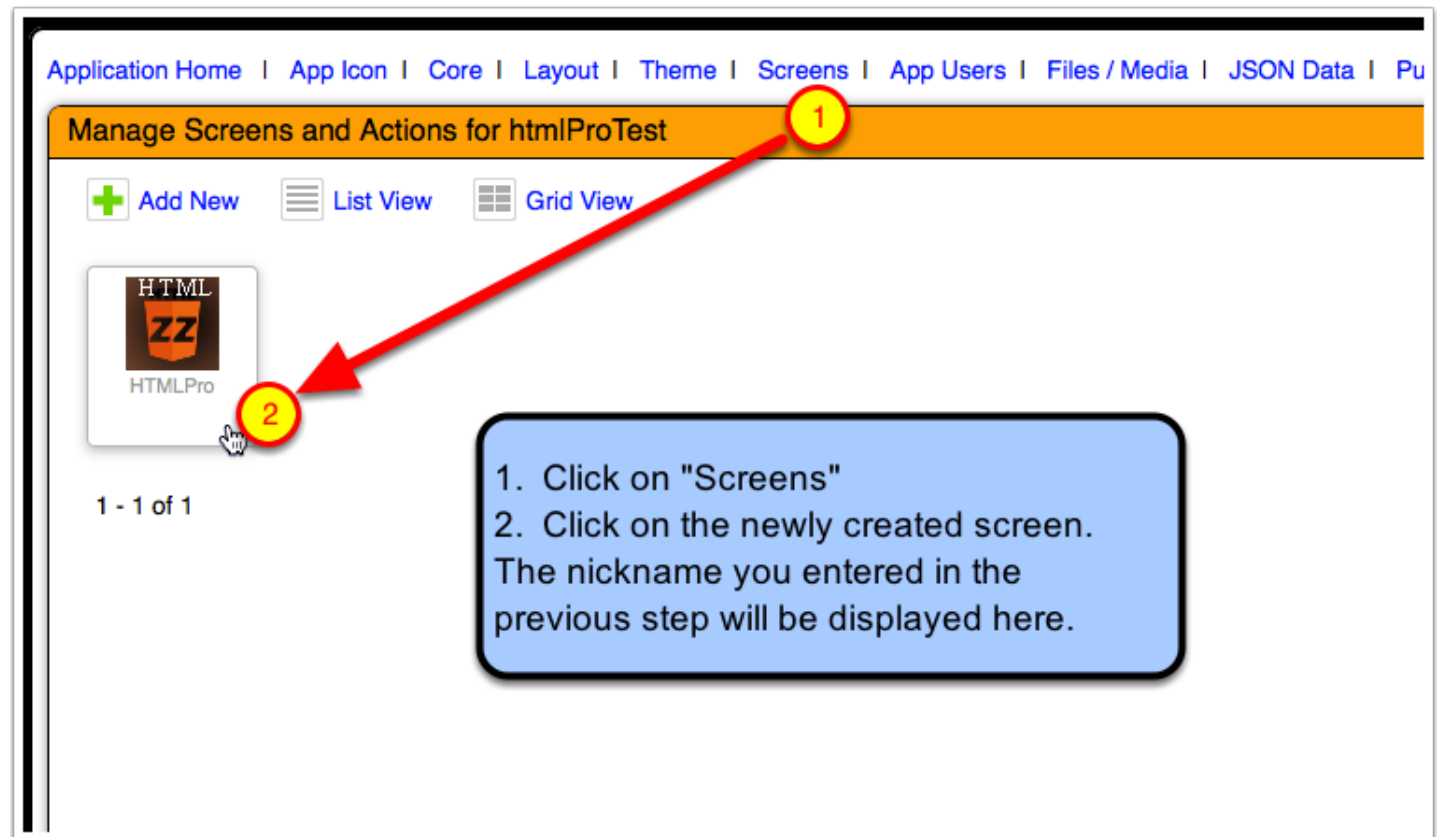 Application Home | App Icon | Core | Layout | Theme | Screens | App Users | Files / Media | JSON Data | Pu
Manage Screens and Actions for htmlProTest
1
Add New List View Grid View
HTML
ZZ
HTMLPro
2
1 - 1 of 1
1. Click on "Screens"
2. Click on the newly created screen.
The nickname you entered in the
previous step will be displayed here.